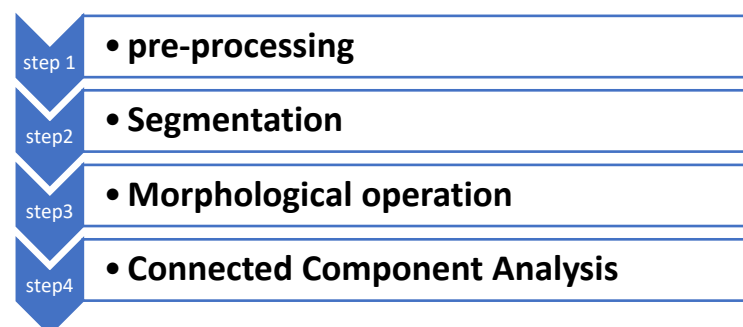 step 1
• pre-processing
step2
• Segmentation
step3
• Morphological operation
step4
• Connected Component Analysis